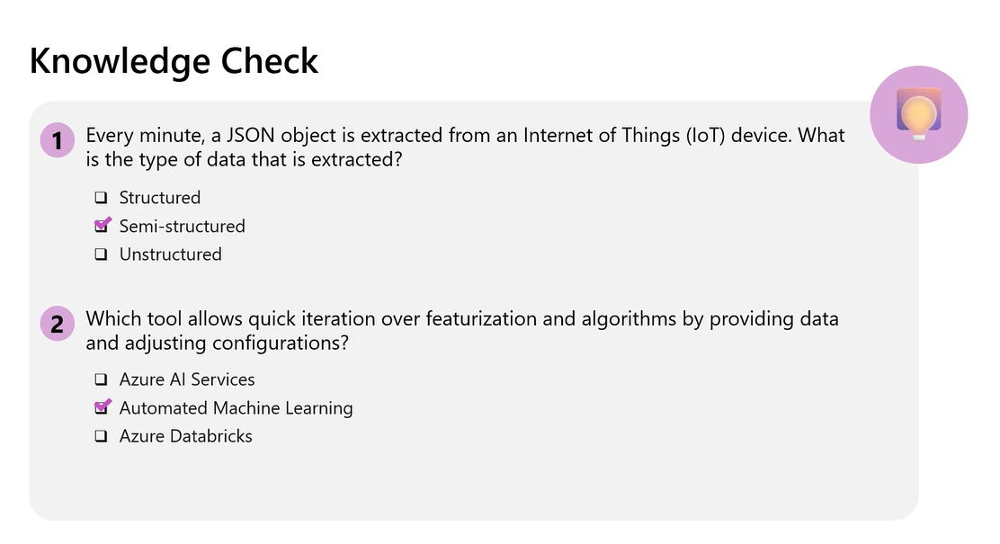 Knowledge Check
1 Every minute, a JSON object is extracted from an Internet of Things (IoT) device. What
is the type of data that is extracted?
Structured
Semi-structured
Unstructured
2 Which tool allows quick iteration over featurization and algorithms by providing data
and adjusting configurations?
Azure AI Services
Automated Machine Learning
Azure Databricks